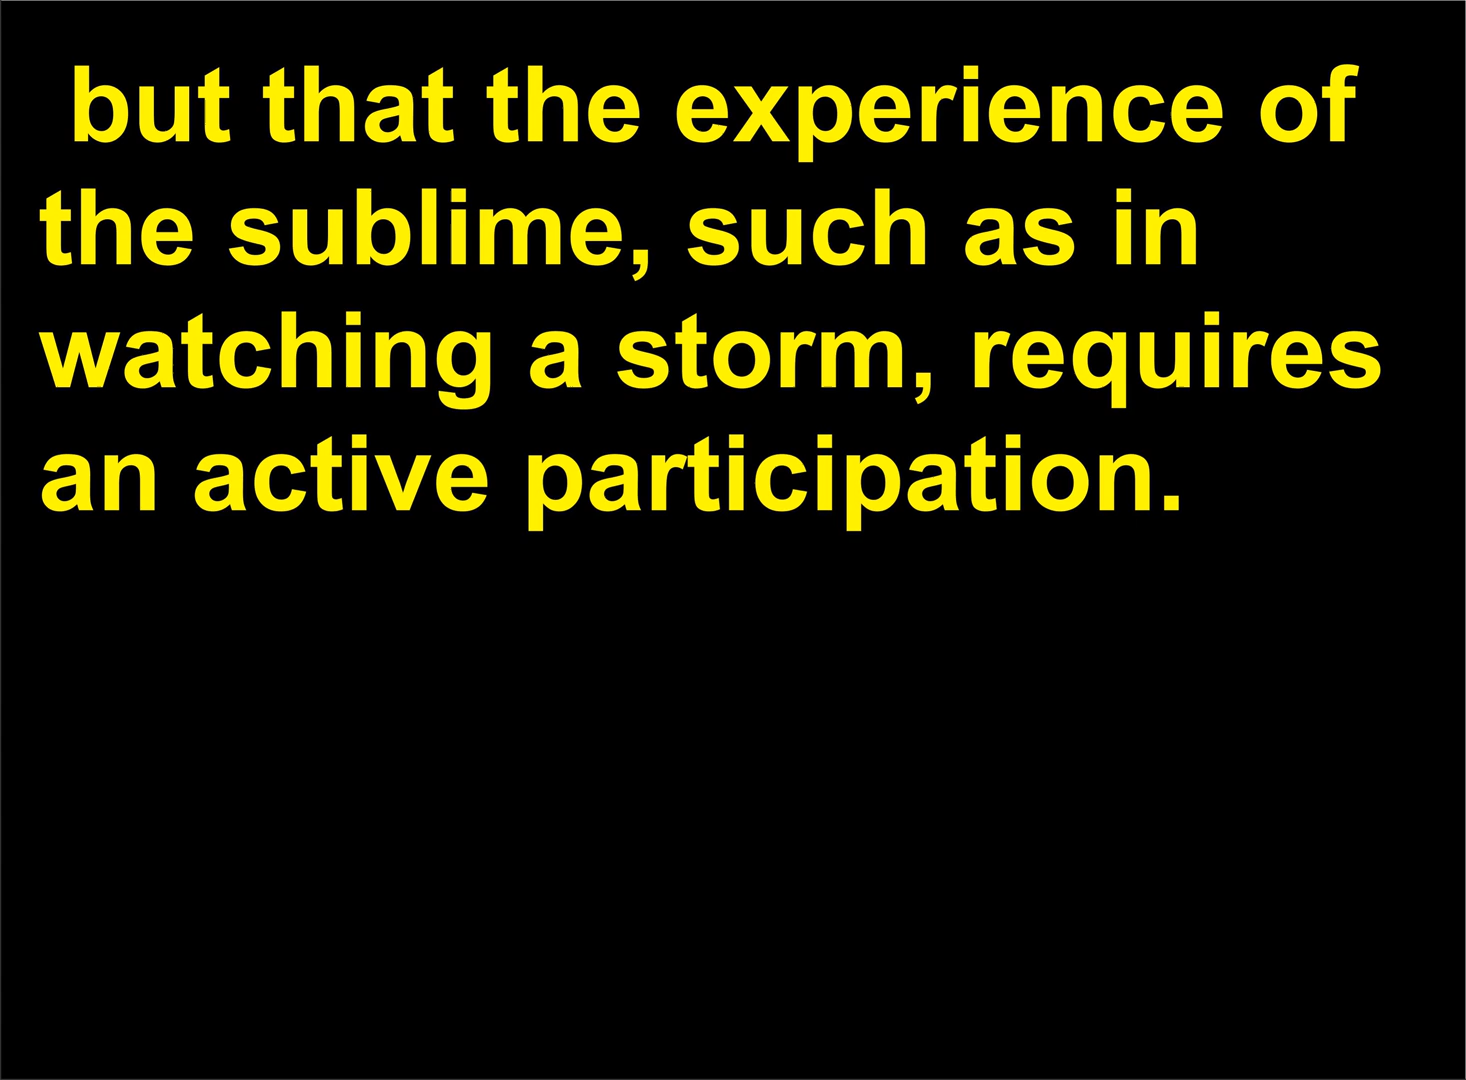 but that the experience of
the sublime, such as in
watching a storm, requires
an active participation.